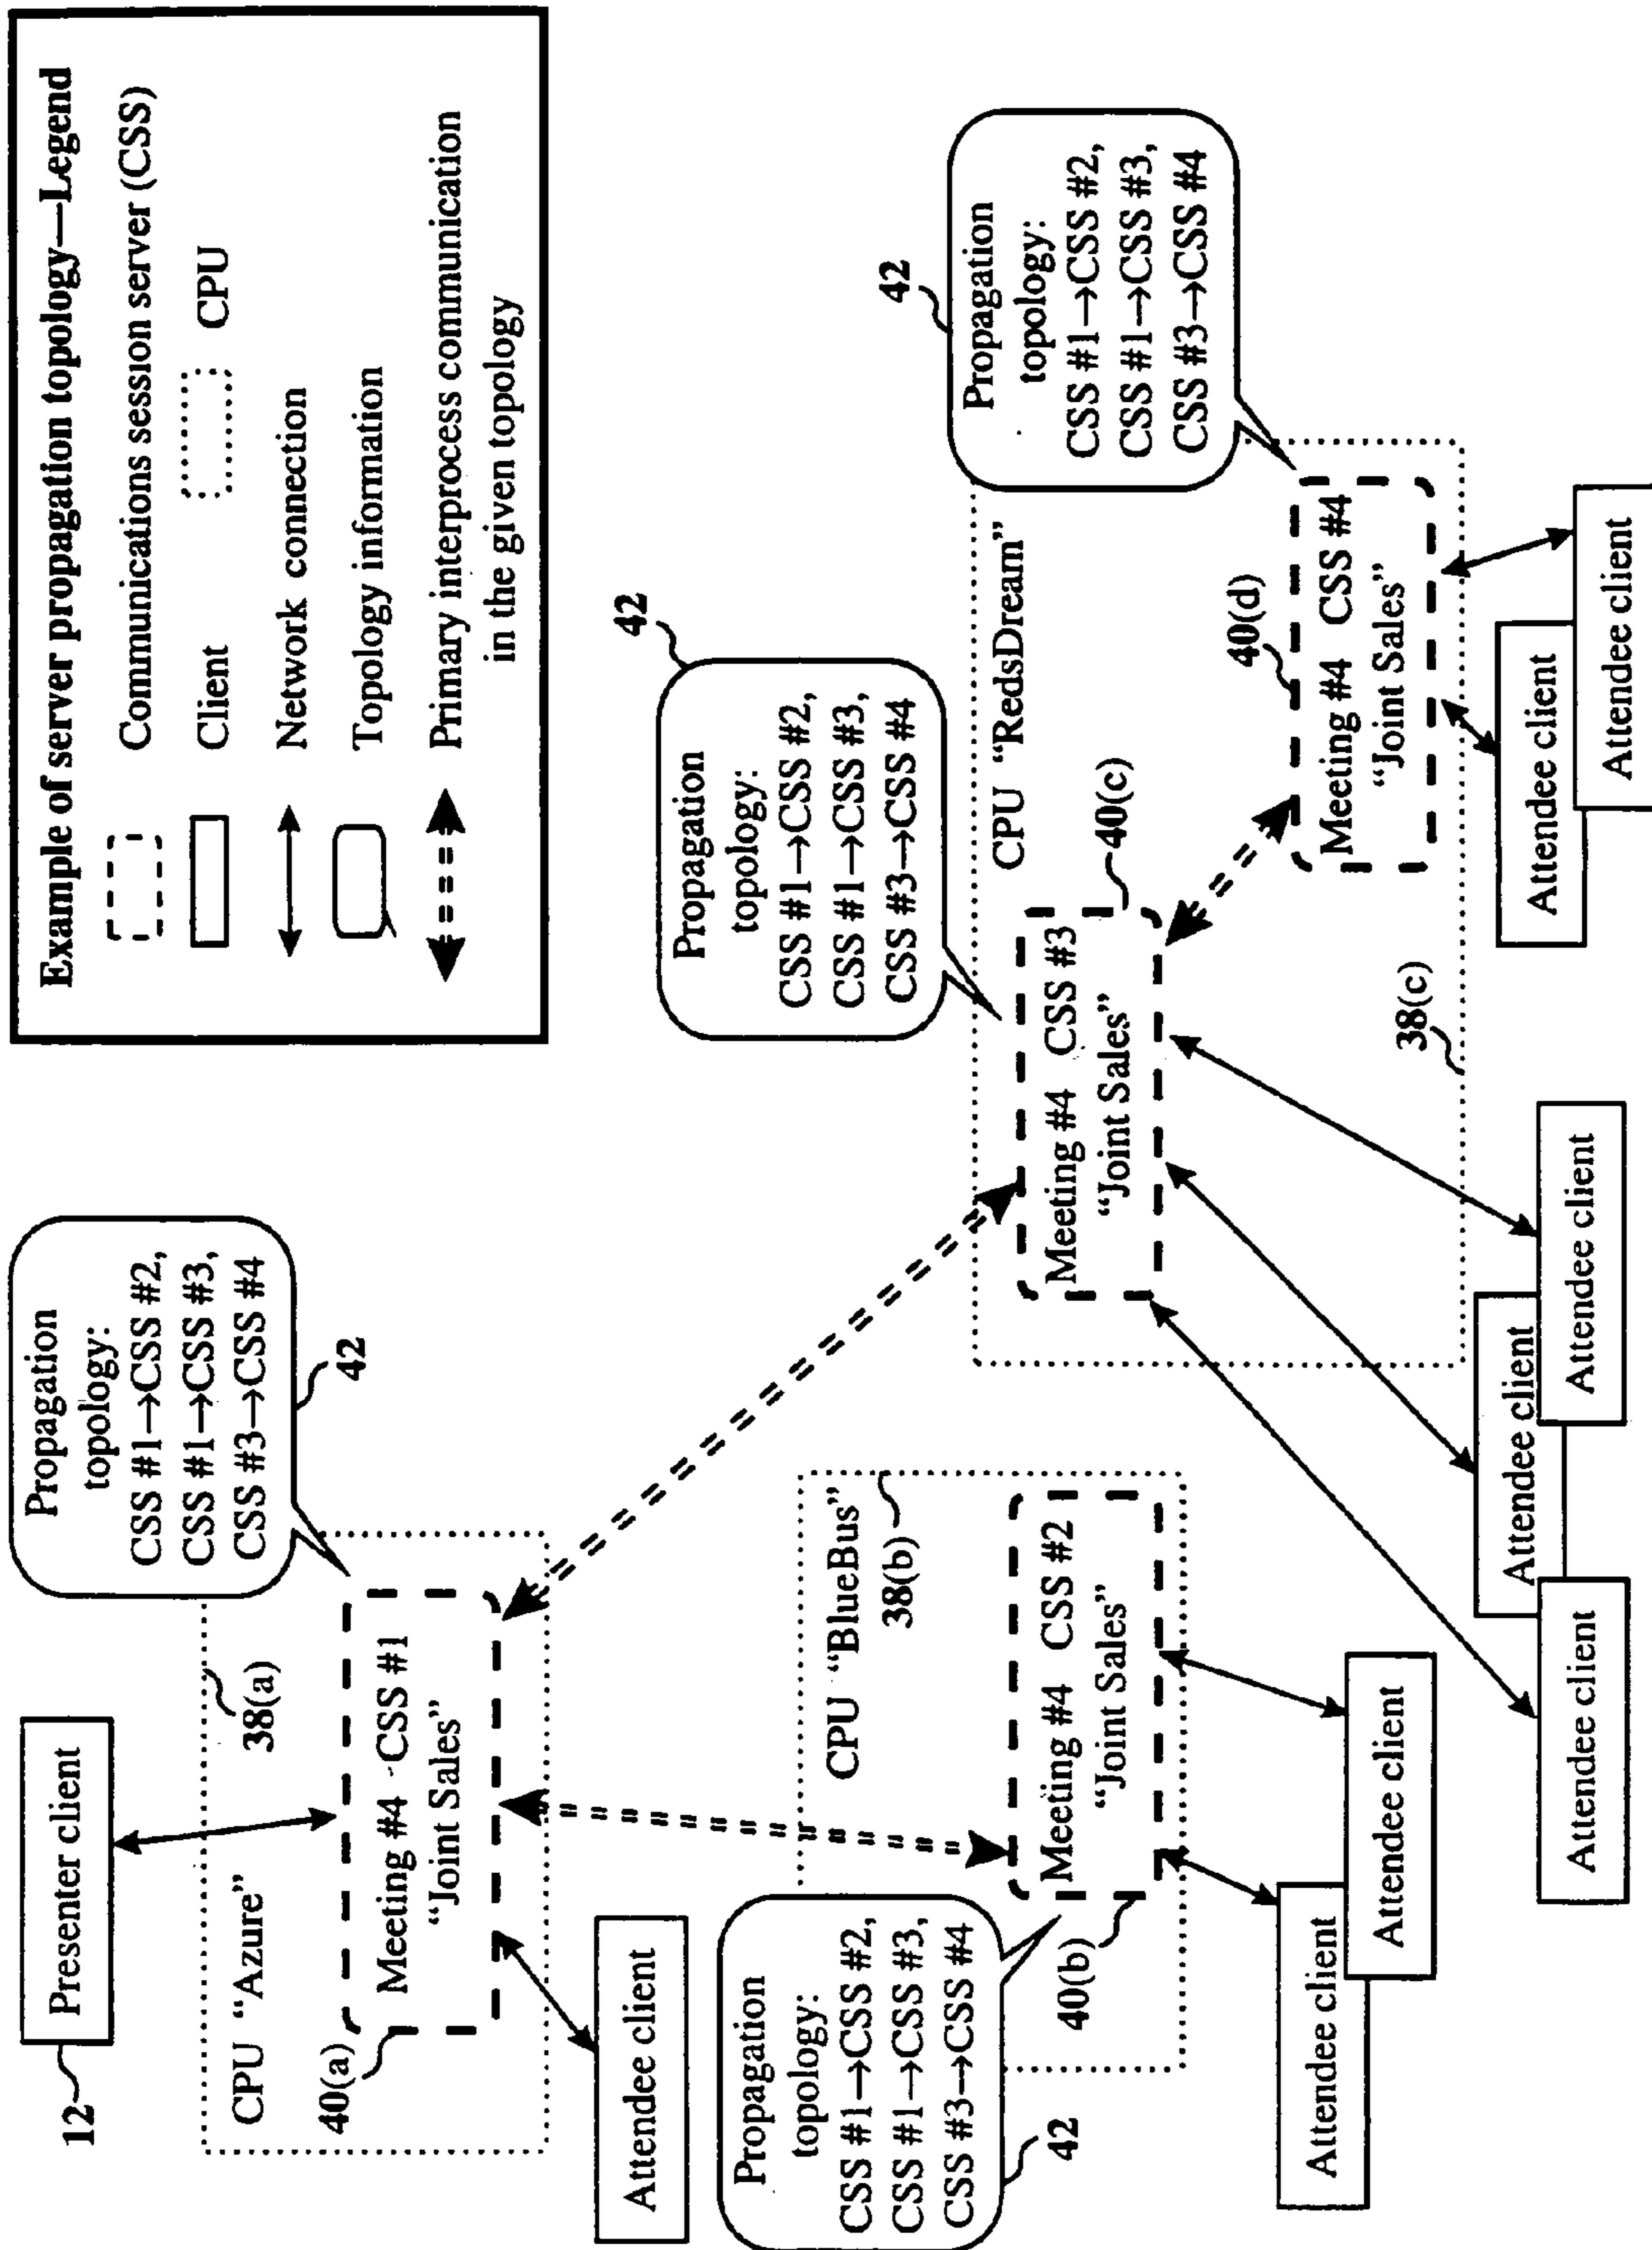 Example of server propagation topology—Legend
Communications session server (CSS)
Client
CPU
Network connection
Topology information
Primary interprocess communication
in the given topology
12
Presenter client
CPU “Azure”
38(a)
40(a)
Meeting #4 CSS #1
“Joint Sales”
Propagation
topology:
CSS #1→CSS #2,
CSS #1→CSS #3,
CSS #3→CSS #4
42
Attendee client
Propagation
topology:
CSS #1→CSS #2,
CSS #1→CSS #3,
CSS #3→CSS #4
42
CPU “BlueBus”
38(b)
Meeting #4 CSS #2
“Joint Sales”
40(b)
Attendee client
Attendee client
42
Propagation
topology:
CSS #1→CSS #2,
CSS #1→CSS #3,
CSS #3→CSS #4
CPU “RedsDream”
Meeting #4 CSS #3
“Joint Sales”
40(c)
38(c)
Attendee client
Attendee client
Attendee client
42
Propagation
topology:
CSS #1→CSS #2,
CSS #1→CSS #3,
CSS #3→CSS #4
40(d)
Meeting #4 CSS #4
“Joint Sales”
Attendee client
Attendee client